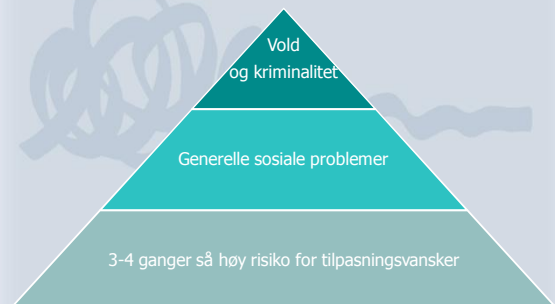 Vold
og kriminalitet
Generelle sosiale problemer
3-4 ganger så høy risiko for tilpasningsvansker